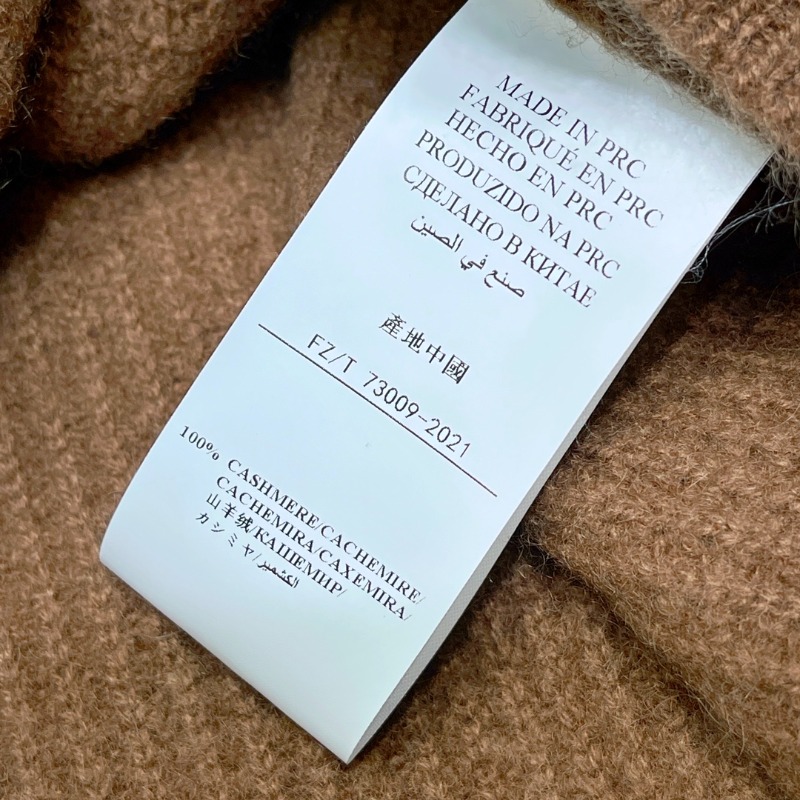 MADE IN PRC
FABRIQUÉ EN PRC
HECHO EN PRC
PRODUZIDO NA PRC
СДЕЛАНО В КИТАЕ
صنع في الصين
產地中國
FZ/T 73009-2021
100% CASHMERE/CACHEMIRE/
CACHEMIRA/CAXEMIRA/
山羊绒/КАШЕМИР/
カシミヤ/الكشمير